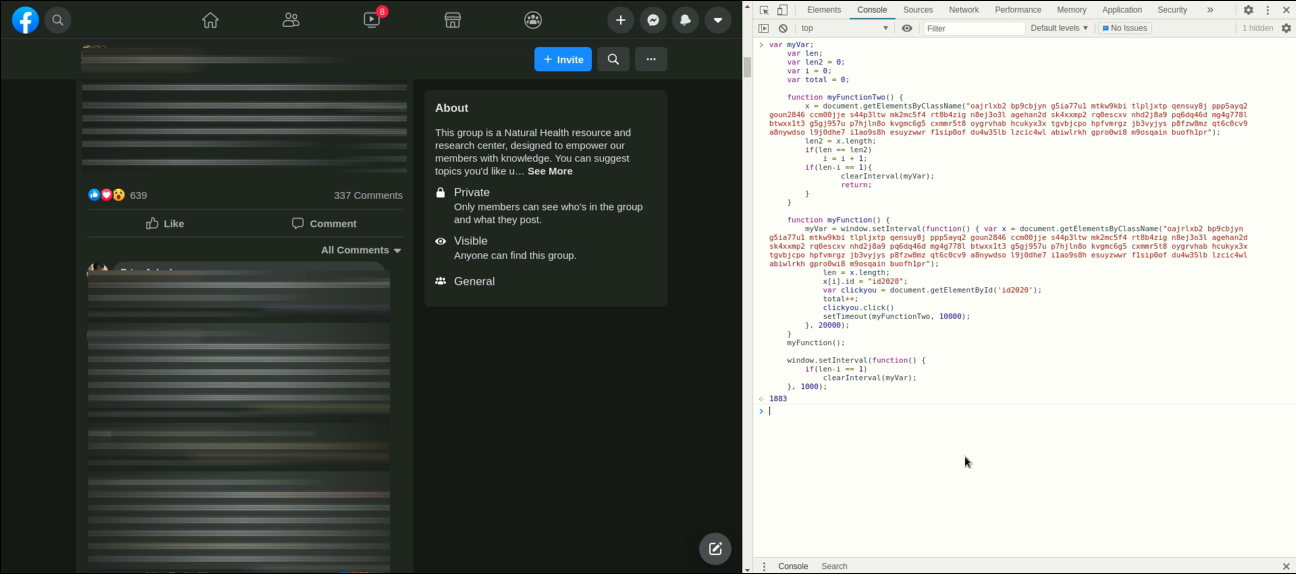 8
+ Invite
639
337 Comments
Like
Comment
All Comments
About
This group is a Natural Health resource and
research center, designed to empower our
members with knowledge. You can suggest
topics you'd like u... See More
Private
Only members can see who's in the group
and what they post.
Visible
Anyone can find this group.
General
Elements Console Sources Network Performance Memory Application Security »
top
Filter
Default levels
No Issues
1 hidden
var myVar;
var len;
var len2 = 0;
var i = 0;
var total = 0;
function myFunctionTwo() {
x = document.getElementsByClassName("oajrlxb2 bp9cbjyn g5ia77u1 mtkw9kbi tlpljxtp qensuy8j ppp5ayq2
goun2846 ccm00jje s44p3ltw mk2mc5f4 rt8b4zig n8ej3o3l agehan2d sk4xxmp2 rq0escxv nhd2j8a9 pq6dq46d mg4g778l
btwxx1t3 g5gj957u p7hjln8o kvgmc6g5 cxmmr5t8 oygrvhab hcukyx3x tgvbjcpo hpfvmrgz jb3vyjys p8fzw8mz qt6c0cv9
a8nywdso l9j0dhe7 i1ao9s8h esuyzwwr f1sip0of du4w35lb lzcic4wl abiwlrkh gpro0wi8 m9osqain buofh1pr");
len2 = x.length;
if(len == len2)
i = i + 1;
if(len-i == 1){
clearInterval(myVar);
return;
}
}
function myFunction() {
myVar = window.setInterval(function() { var x = document.getElementsByClassName("oajrlxb2 bp9cbjyn
g5ia77u1 mtkw9kbi tlpljxtp qensuy8j ppp5ayq2 goun2846 ccm00jje s44p3ltw mk2mc5f4 rt8b4zig n8ej3o3l agehan2d
sk4xxmp2 rq0escxv nhd2j8a9 pq6dq46d mg4g778l btwxx1t3 g5gj957u p7hjln8o kvgmc6g5 cxmmr5t8 oygrvhab hcukyx3x
tgvbjcpo hpfvmrgz jb3vyjys p8fzw8mz qt6c0cv9 a8nywdso l9j0dhe7 i1ao9s8h esuyzwwr f1sip0of du4w35lb lzcic4wl
abiwlrkh gpro0wi8 m9osqain buofh1pr");
len = x.length;
x[i].id = "id2020";
var clickyou = document.getElementById('id2020');
total++;
clickyou.click()
setTimeout(myFunctionTwo, 10000);
}, 20000);
}
myFunction();
window.setInterval(function() {
if(len-i == 1)
clearInterval(myVar);
}, 1000);
1883
Console Search